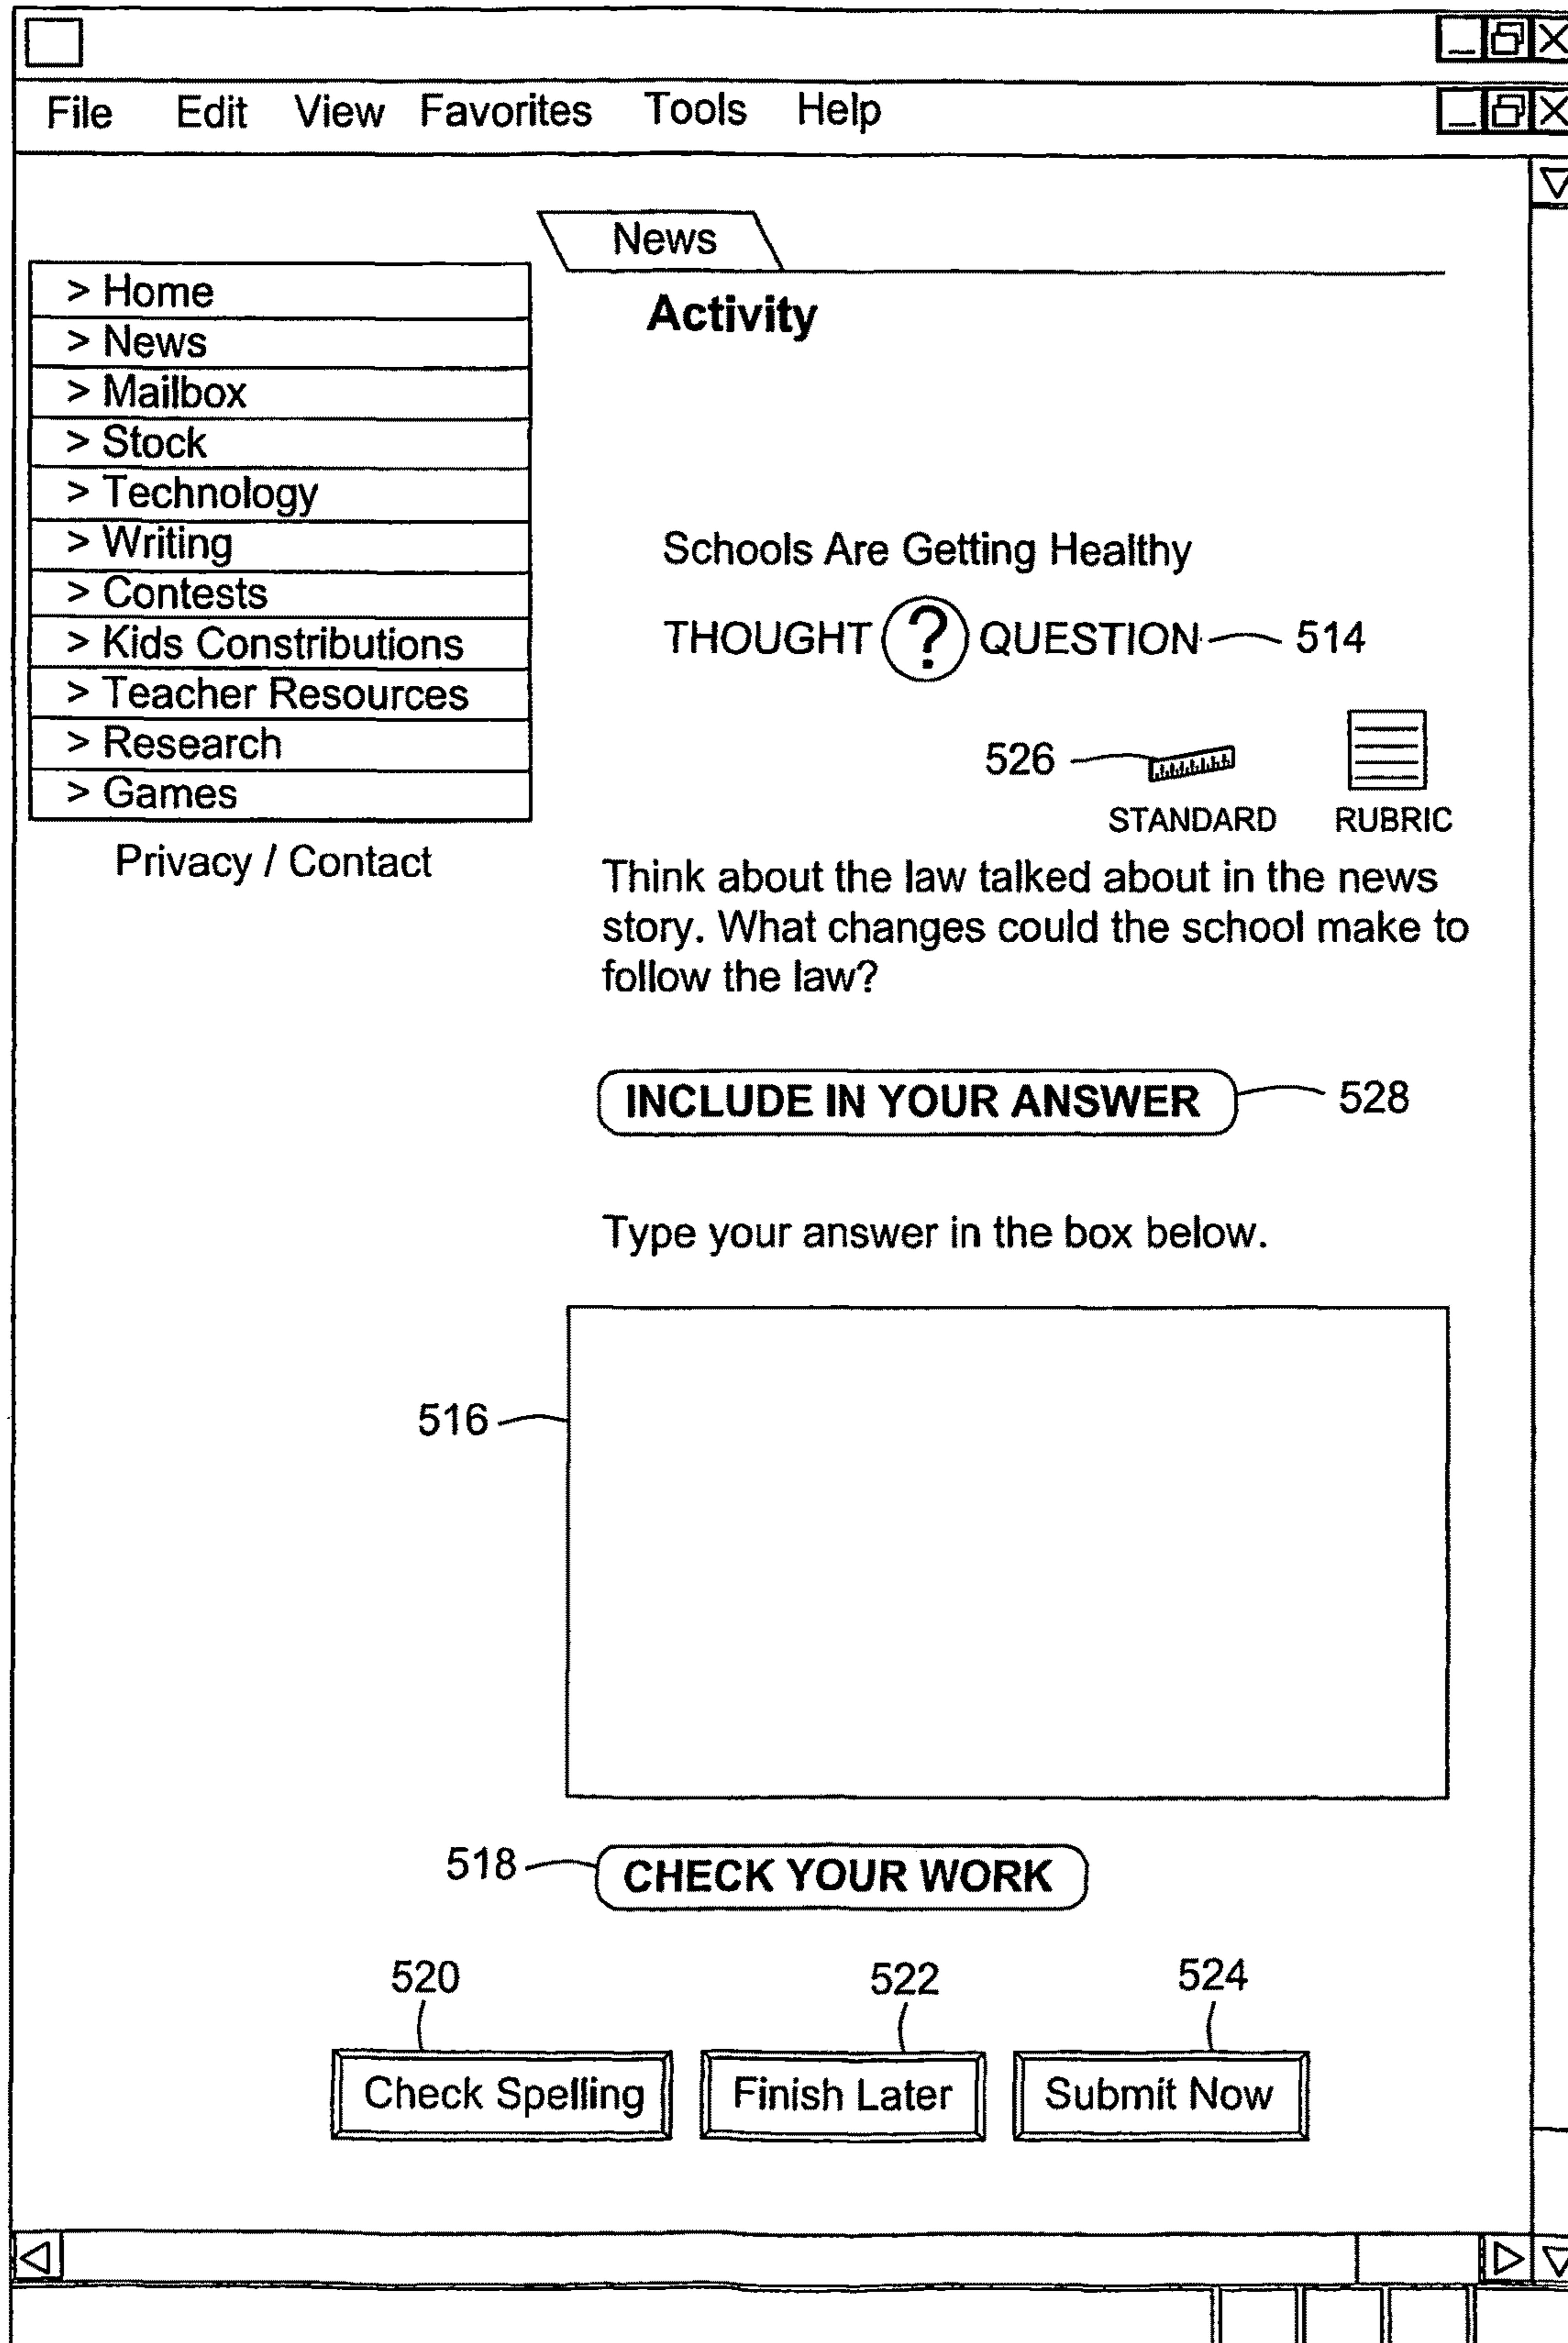 File Edit View Favorites Tools Help
News
> Home
> News
> Mailbox
> Stock
> Technology
> Writing
> Contests
> Kids Constributions
> Teacher Resources
> Research
> Games
Privacy / Contact
Activity
Schools Are Getting Healthy
THOUGHT ? QUESTION 514
526
STANDARD RUBRIC
Think about the law talked about in the news
story. What changes could the school make to
follow the law?
INCLUDE IN YOUR ANSWER 528
Type your answer in the box below.
516
518 CHECK YOUR WORK
520 522 524
Check Spelling Finish Later Submit Now